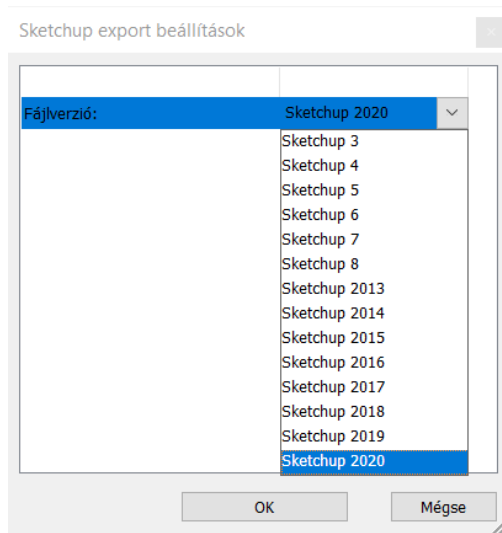 Sketchup export beállítások
Fájlverzió: Sketchup 2020
Sketchup 3
Sketchup 4
Sketchup 5
Sketchup 6
Sketchup 7
Sketchup 8
Sketchup 2013
Sketchup 2014
Sketchup 2015
Sketchup 2016
Sketchup 2017
Sketchup 2018
Sketchup 2019
Sketchup 2020
OK Mégse